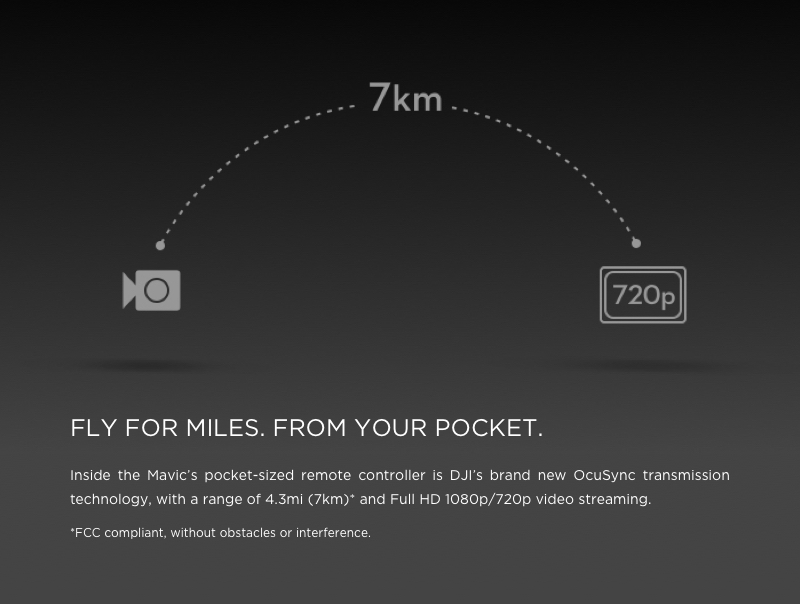 7km
720p
FLY FOR MILES. FROM YOUR POCKET.
Inside the Mavic’s pocket-sized remote controller is DJI’s brand new OcuSync transmission
technology, with a range of 4.3mi (7km)* and Full HD 1080p/720p video streaming.
*FCC compliant, without obstacles or interference.